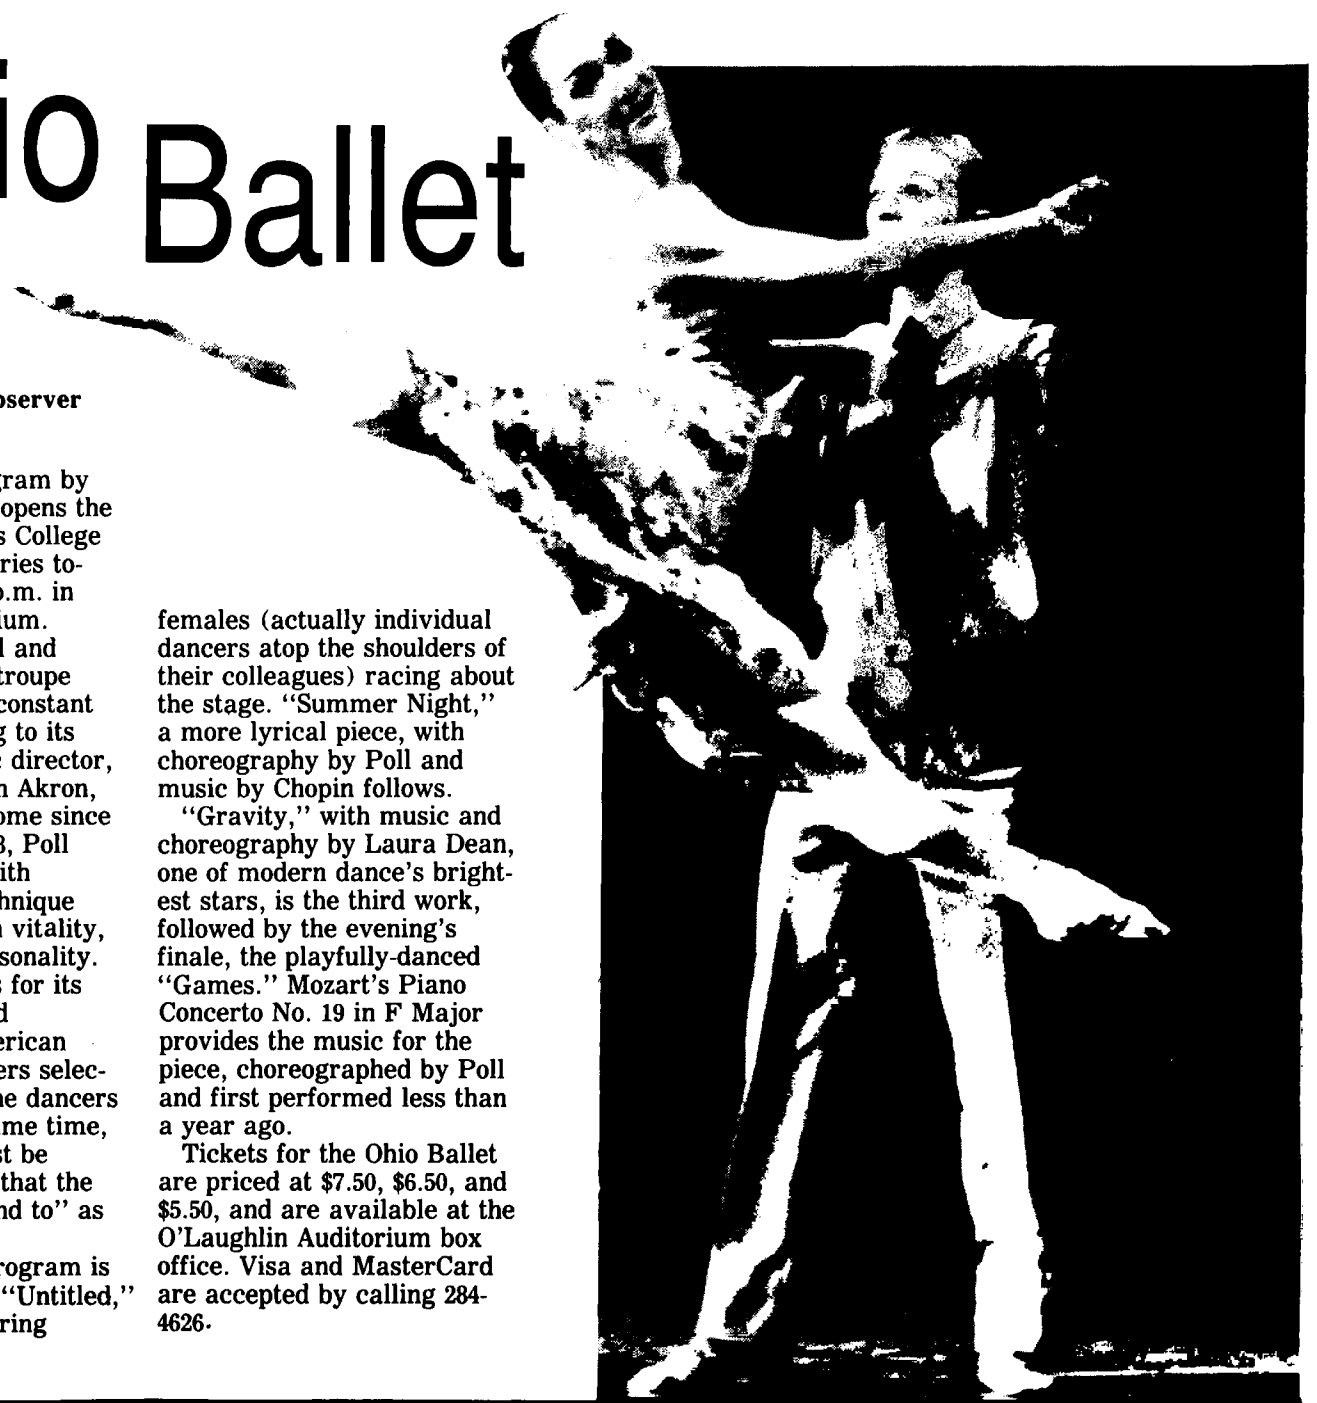 io
Ballet
bserver
gram by
opens the
s College
ries to-
p.m. in
ium.
l and
troupe
constant
g to its
c director,
n Akron,
ome since
3, Poll
ith
hnique
n vitality,
sonality.
s for its
d
erican
ers selec-
he dancers
me time,
st be
that the
nd to” as
rogram is
“Untitled,”
ring
females (actually individual
dancers atop the shoulders of
their colleagues) racing about
the stage. “Summer Night,”
a more lyrical piece, with
choreography by Poll and
music by Chopin follows.
“Gravity,” with music and
choreography by Laura Dean,
one of modern dance’s bright-
est stars, is the third work,
followed by the evening’s
finale, the playfully-danced
“Games.” Mozart’s Piano
Concerto No. 19 in F Major
provides the music for the
piece, choreographed by Poll
and first performed less than
a year ago.
Tickets for the Ohio Ballet
are priced at $7.50, $6.50, and
$5.50, and are available at the
O’Laughlin Auditorium box
office. Visa and MasterCard
are accepted by calling 284-
4626.